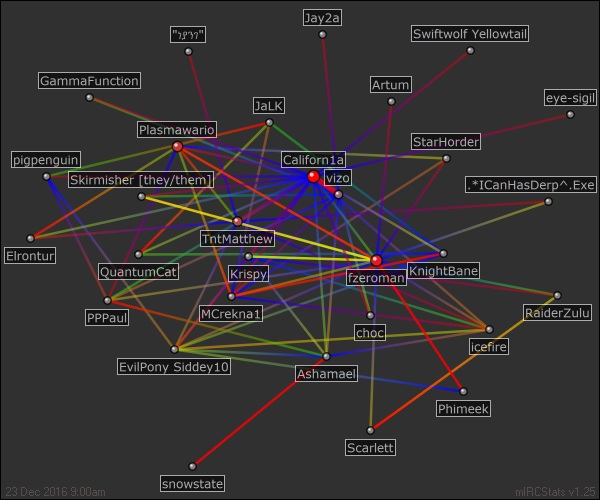 Jay2a
Swiftwolf Yellowtail
GammaFunction
Artum
eye-sigil
JaLK
Plasmawario
StarHorder
pigpenguin
Californ1a
vizo
Skirmisher [they/them]
.*ICanHasDerp^.Exe
TntMatthew
Elrontur
QuantumCat
Krispy
fzeroman
KnightBane
PPPaul
MCrekna1
choc
RaiderZulu
icefire
EvilPony Siddey10
Ashamael
Phimeek
Scarlett
snowstate
23 Dec 2016 9:00am
mIRCStats v1.25